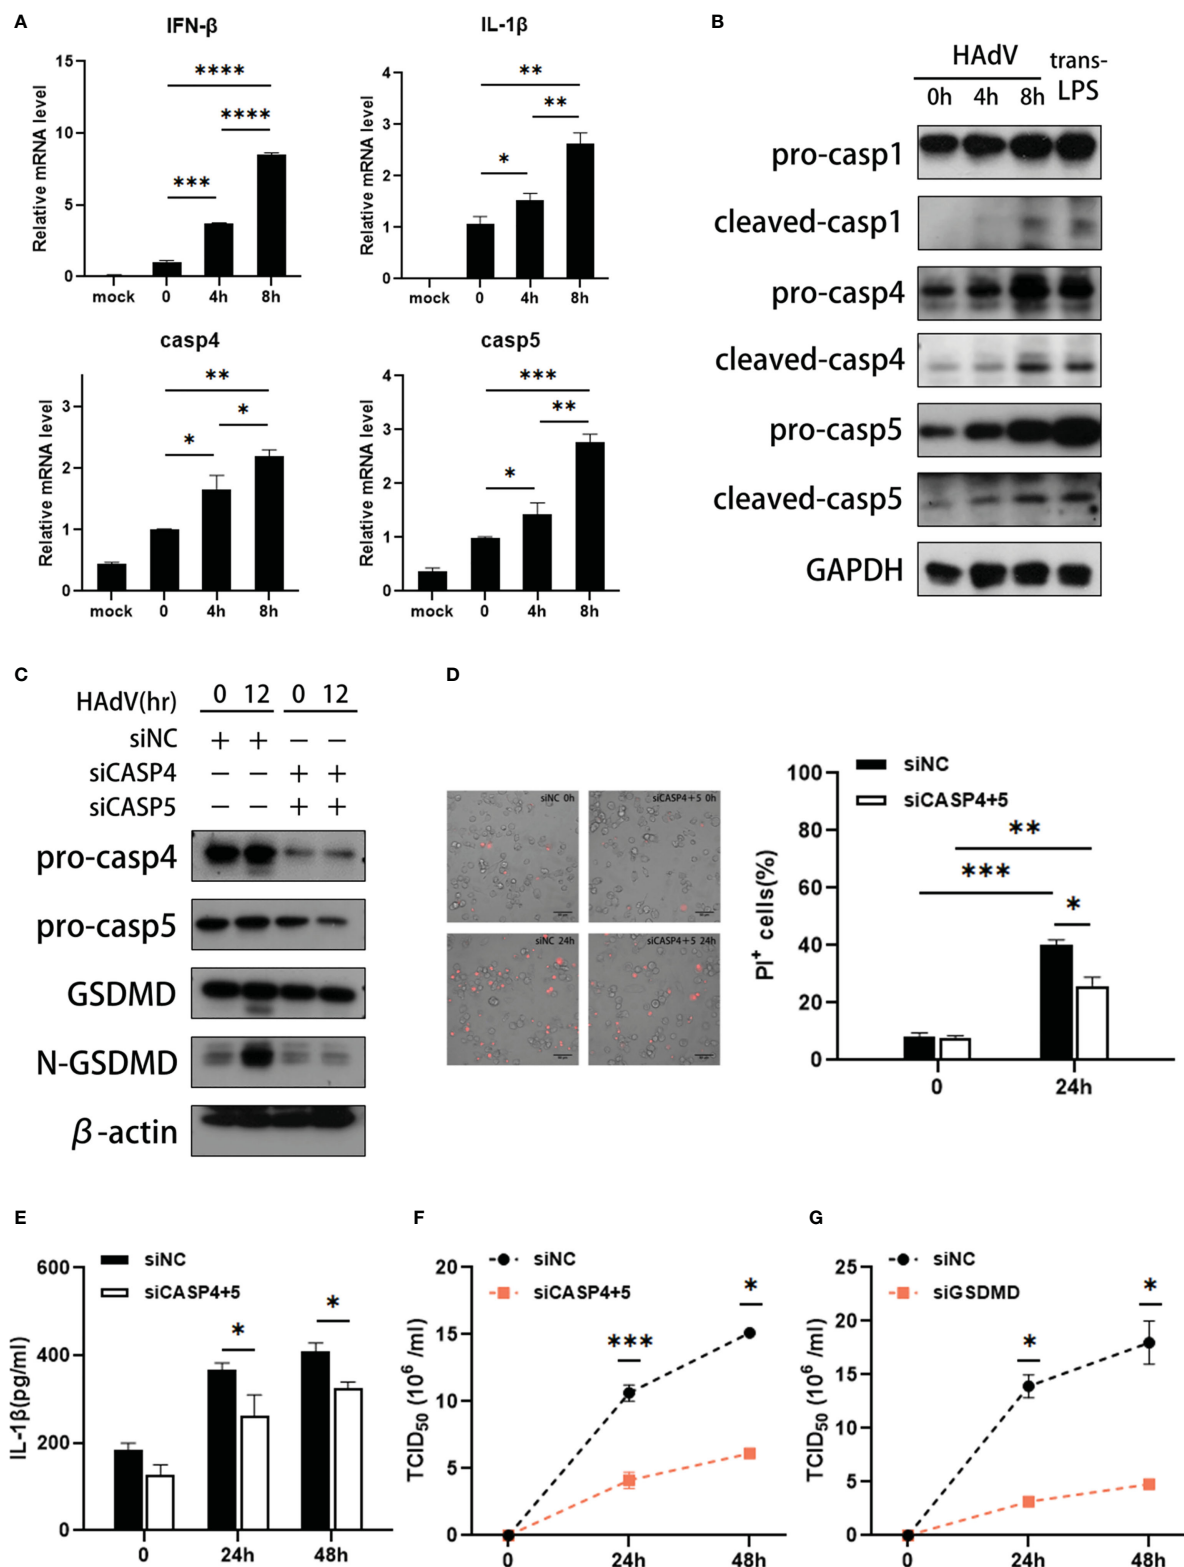 A
IFN-β
Relative mRNA level
15
10
5
0
****
****
***
mock 0 4h 8h
IL-1β
Relative mRNA level
4
3
2
1
0
**
**
*
mock 0 4h 8h
casp4
Relative mRNA level
3
2
1
0
**
*
*
mock 0 4h 8h
casp5
Relative mRNA level
4
3
2
1
0
***
**
*
mock 0 4h 8h
B
HAdV trans-
0h 4h 8h LPS
pro-casp1
cleaved-casp1
pro-casp4
cleaved-casp4
pro-casp5
cleaved-casp5
GAPDH
C
HAdV(hr) 0 12 0 12
siNC + + − −
siCASP4 − − + +
siCASP5 − − + +
pro-casp4
pro-casp5
GSDMD
N-GSDMD
β-actin
D
siNC 0h
siCASP4+5 0h
siNC 24h
siCASP4+5 24h
siNC
siCASP4+5
PI+ cells(%)
100
80
60
40
20
0
**
***
*
0 24h
E
siNC
siCASP4+5
IL-1β(pg/ml)
600
400
200
0
*
*
0 24h 48h
F
siNC
siCASP4+5
TCID50 (10^6 /ml)
20
15
10
5
0
***
*
0 24h 48h
G
siNC
siGSDMD
TCID50 (10^6 /ml)
25
20
15
10
5
0
*
*
0 24h 48h